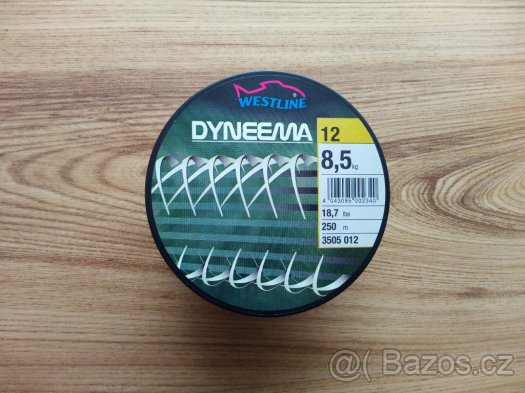 WESTLINE
DYNEEMA
12
8,5 kg
4 043095 002340
18,7 lbs
250 m
3505 012
@( Bazos.cz